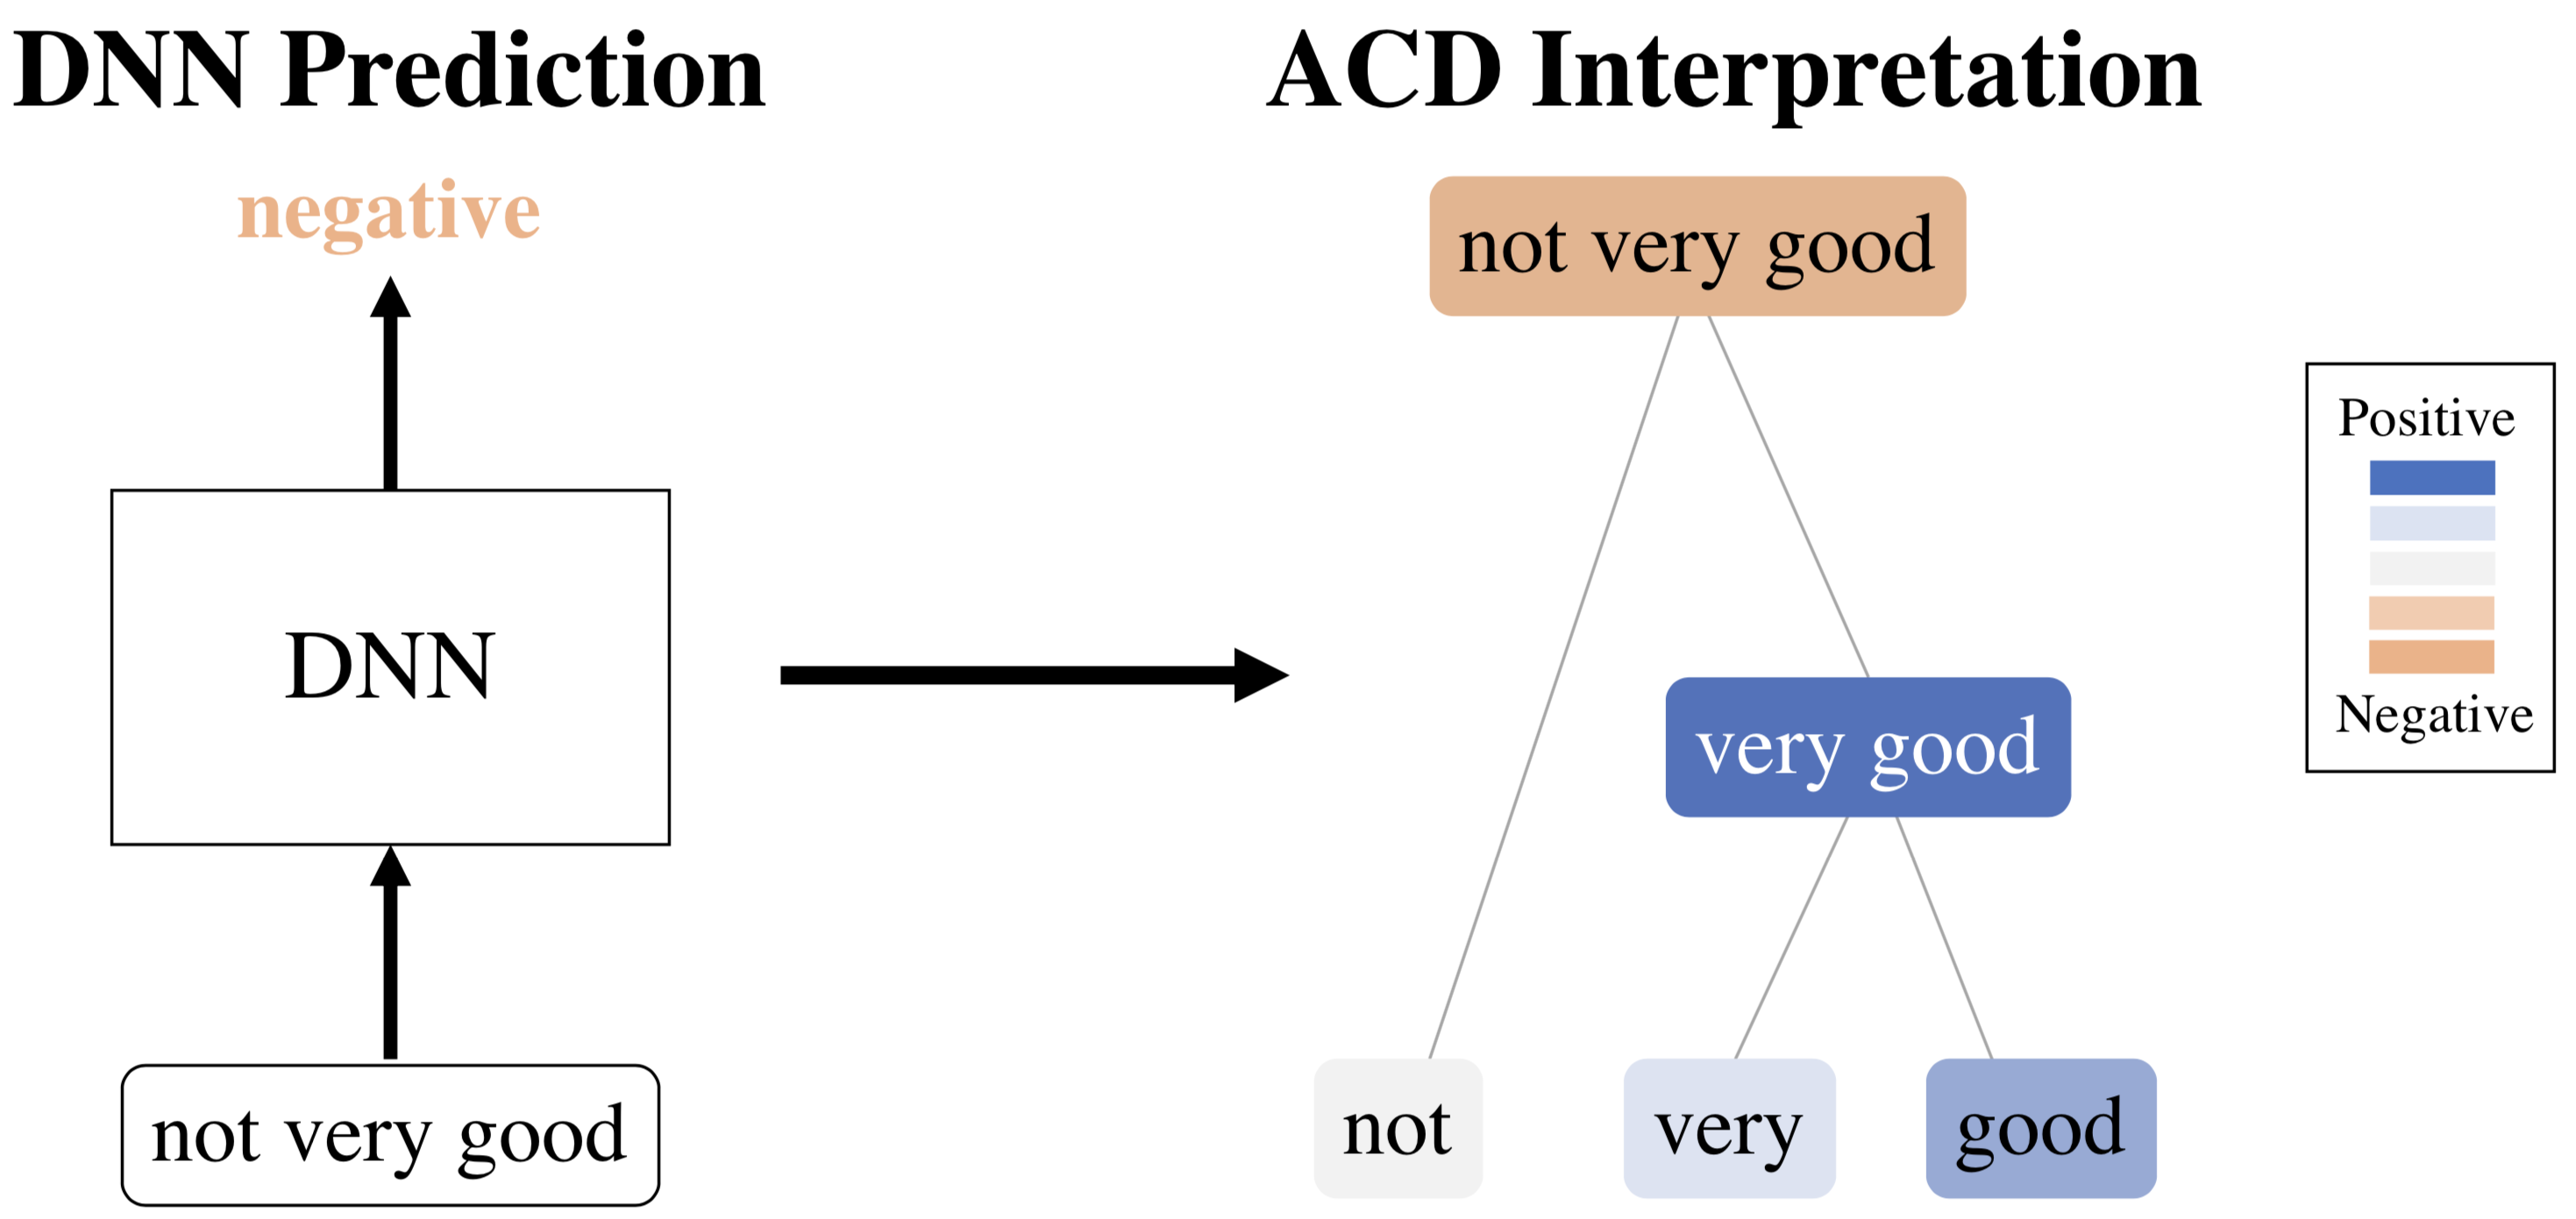 DNN Prediction
negative
DNN
not very good
ACD Interpretation
not very good
very good
not
very
good
Positive
Negative